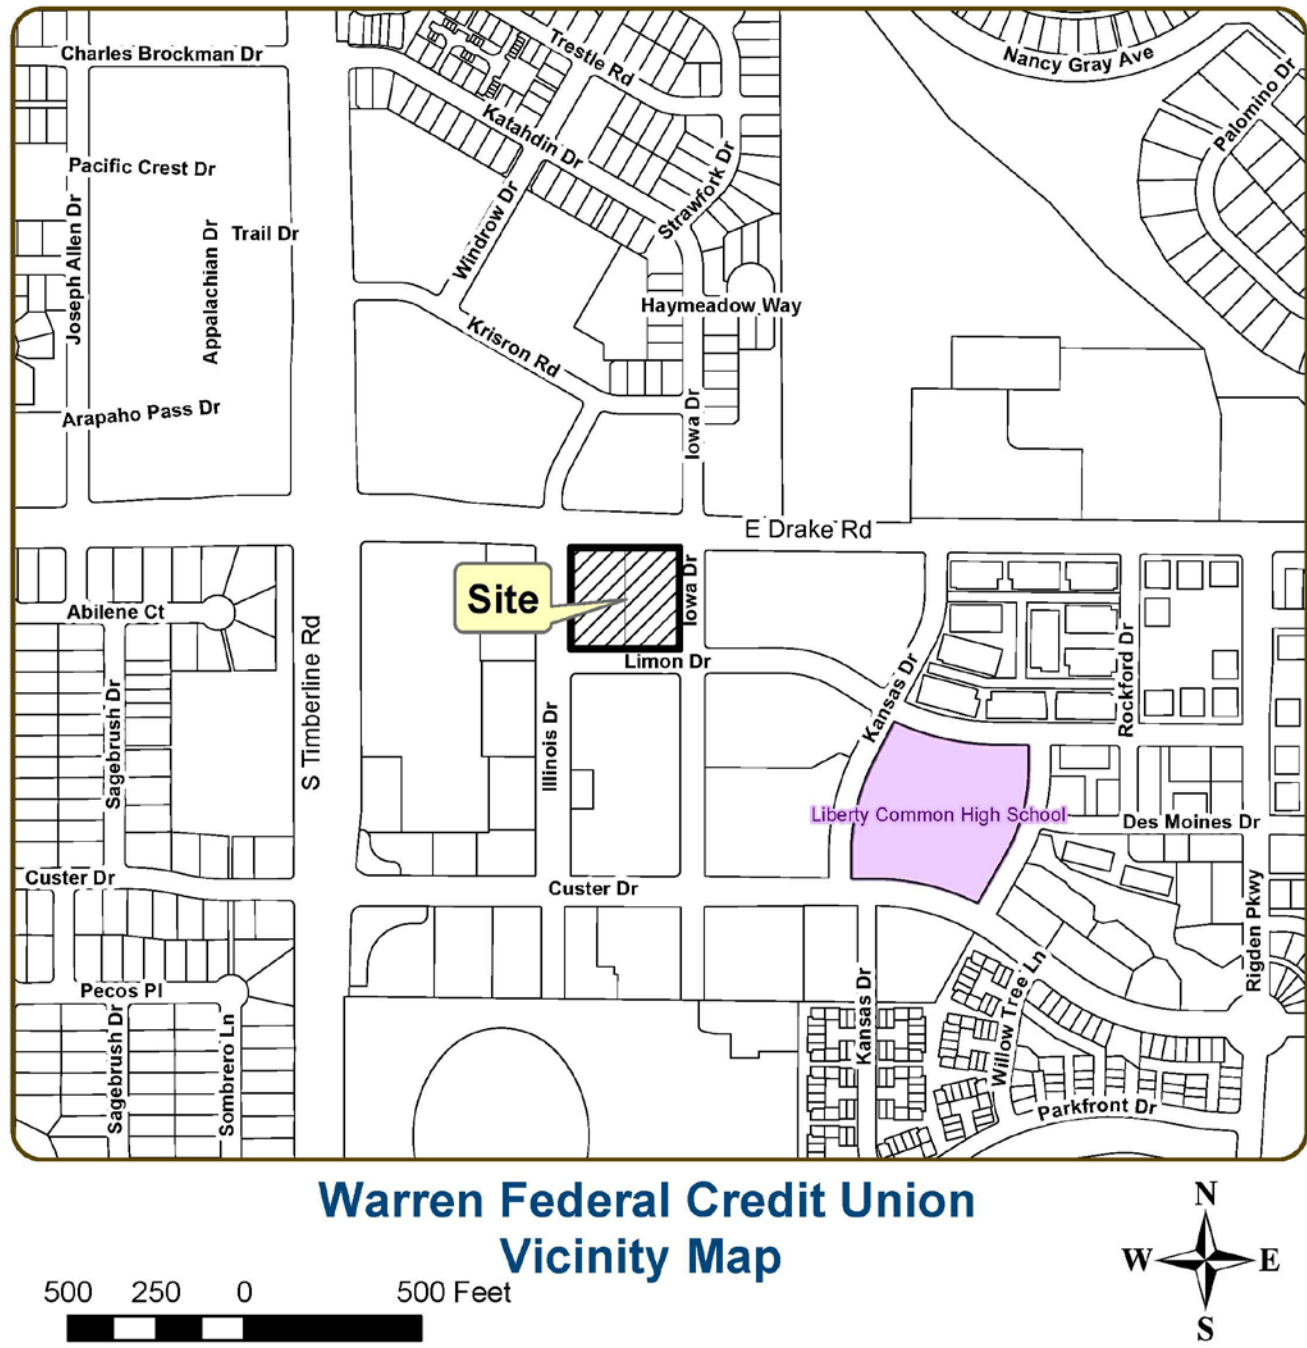 Charles Brockman Dr
Trestle Rd
Nancy Gray Ave
Palomino Dr
Katahdin Dr
Pacific Crest Dr
Strawfork Dr
Windrow Dr
Joseph Allen Dr
Appalachian Dr
Trail Dr
Haymeadow Way
Krisron Rd
Arapaho Pass Dr
Iowa Dr
E Drake Rd
Site
Iowa Dr
Abilene Ct
Limon Dr
S Timberline Rd
Kansas Dr
Rockford Dr
Sagebrush Dr
Illinois Dr
Liberty Common High School
Des Moines Dr
Custer Dr
Custer Dr
Rigden Pkwy
Pecos Pl
Kansas Dr
Willow Tree Ln
Sagebrush Dr
Sombrero Ln
Parkfront Dr
Warren Federal Credit Union
Vicinity Map
N
W
E
S
500 250 0 500 Feet